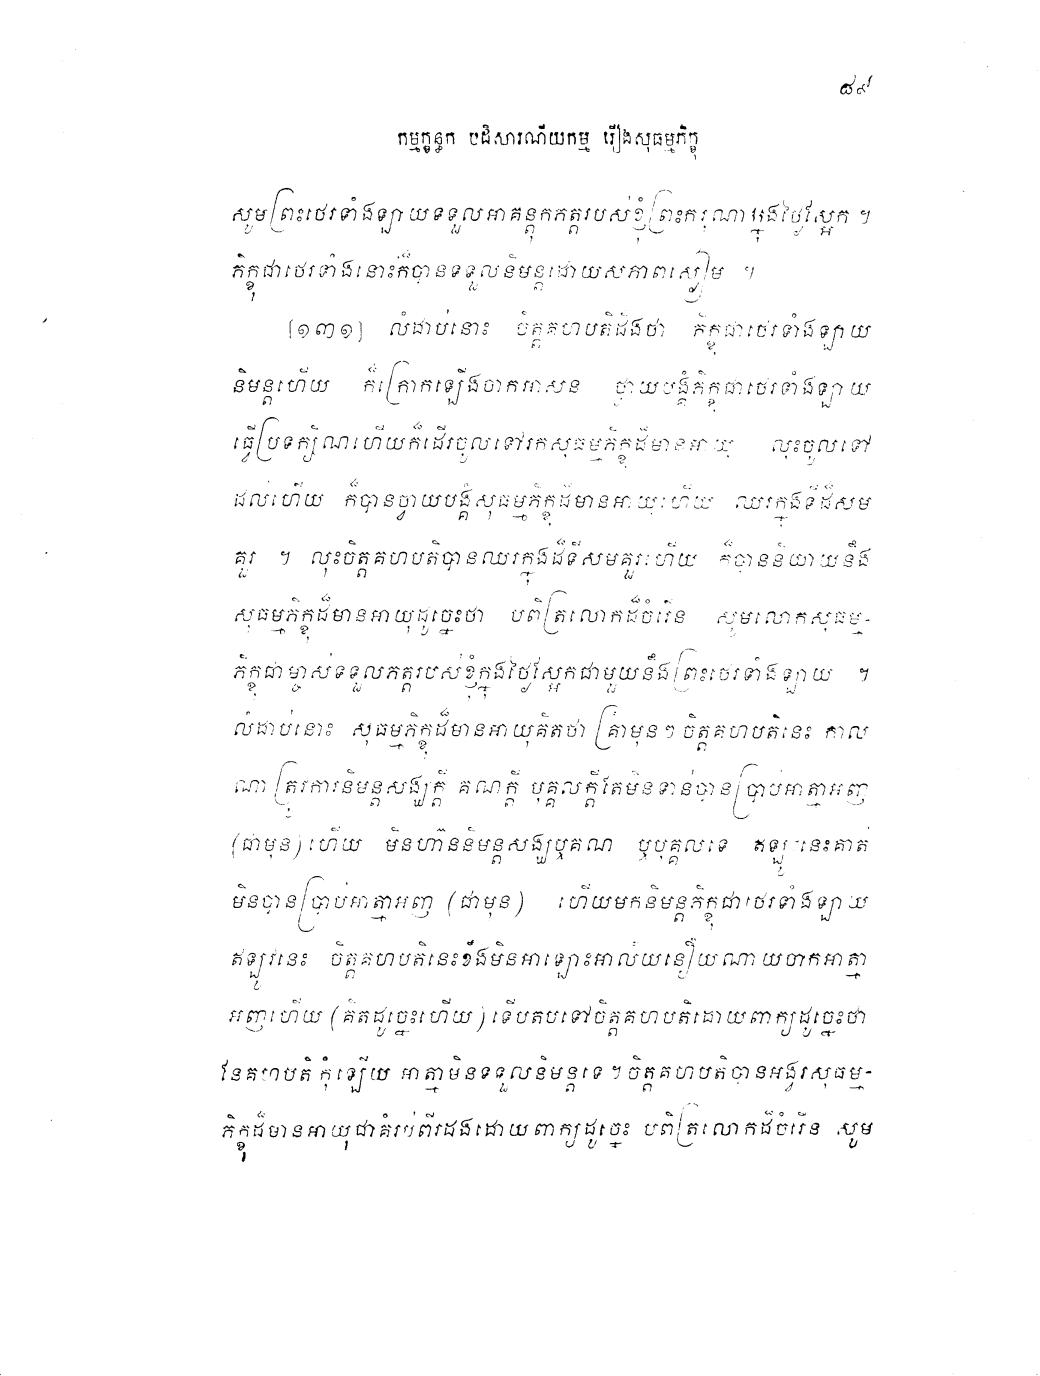 ៨៩
កម្មក្ខន្ធក បដិសារណីយកម្ម រឿងសុធម្មភិក្ខុ
សូមព្រះថេរទាំងឡាយទទួលអាគន្តុកភត្តរបស់ខ្ញុំព្រះករុណាក្នុងថ្ងៃស្អែក ។
ភិក្ខុជាថេរទាំងនោះក៏បានទទួលនិមន្តដោយសភាពស្ងៀម ។
[១៣១] លំដាប់នោះ ចិត្តគហបតិដឹងថា ភិក្ខុជាថេរទាំងឡាយ
និមន្តហើយ ក៏ក្រោកឡើងចាកអាសនៈ ថ្វាយបង្គំភិក្ខុជាថេរទាំងឡាយ
ធ្វើប្រទក្សិណហើយក៏ដើរចូលទៅរកសុធម្មភិក្ខុដ៏មានអាយុ លុះចូលទៅ
ដល់ហើយ ក៏បានថ្វាយបង្គំសុធម្មភិក្ខុដ៏មានអាយុហើយ ឈរក្នុងទីដ៏សម
គួរ ។ លុះចិត្តគហបតិបានឈរក្នុងដ៏ទីសមគួរហើយ ក៏បាននិយាយនឹង
សុធម្មភិក្ខុដ៏មានអាយុដូច្នេះថា បពិត្រលោកដ៏ចំរើន សូមលោកសុធម្ម-
ភិក្ខុជាម្ចាស់ទទួលភត្តរបស់ខ្ញុំក្នុងថ្ងៃស្អែកជាមួយនឹងព្រះថេរទាំងឡាយ ។
លំដាប់នោះ សុធម្មភិក្ខុដ៏មានអាយុគិតថា គ្រាមុនៗ ចិត្តគហបតិនេះ កាល
ណាត្រូវការនិមន្តសង្ឃក្តី គណក្តី បុគ្គលក្តីតែមិនទាន់បានប្រាប់អាត្មាអញ
(ជាមុន) ហើយ មិនហ៊ាននិមន្តសង្ឃឬគណ ឬបុគ្គលទេ ឥឡូវនេះគាត់
មិនបានប្រាប់អាត្មាអញ (ជាមុន) ហើយមកនិមន្តភិក្ខុជាថេរទាំងឡាយ
ឥឡូវនេះ ចិត្តគហបតិនេះខឹងមិនអាឡោះអាល័យនឿយណាយចាកអាត្មា
អញហើយ (គិតដូច្នេះហើយ) ទើបតបទៅចិត្តគហបតិដោយពាក្យដូច្នេះថា
នែគហបតិ កុំឡើយ អាត្មាមិនទទួលនិមន្តទេ ។ ចិត្តគហបតិបានអង្វរសុធម្ម-
ភិក្ខុដ៏មានអាយុជាគំរប់ពីរដងដោយពាក្យដូច្នេះ បពិត្រលោកដ៏ចំរើន សូម